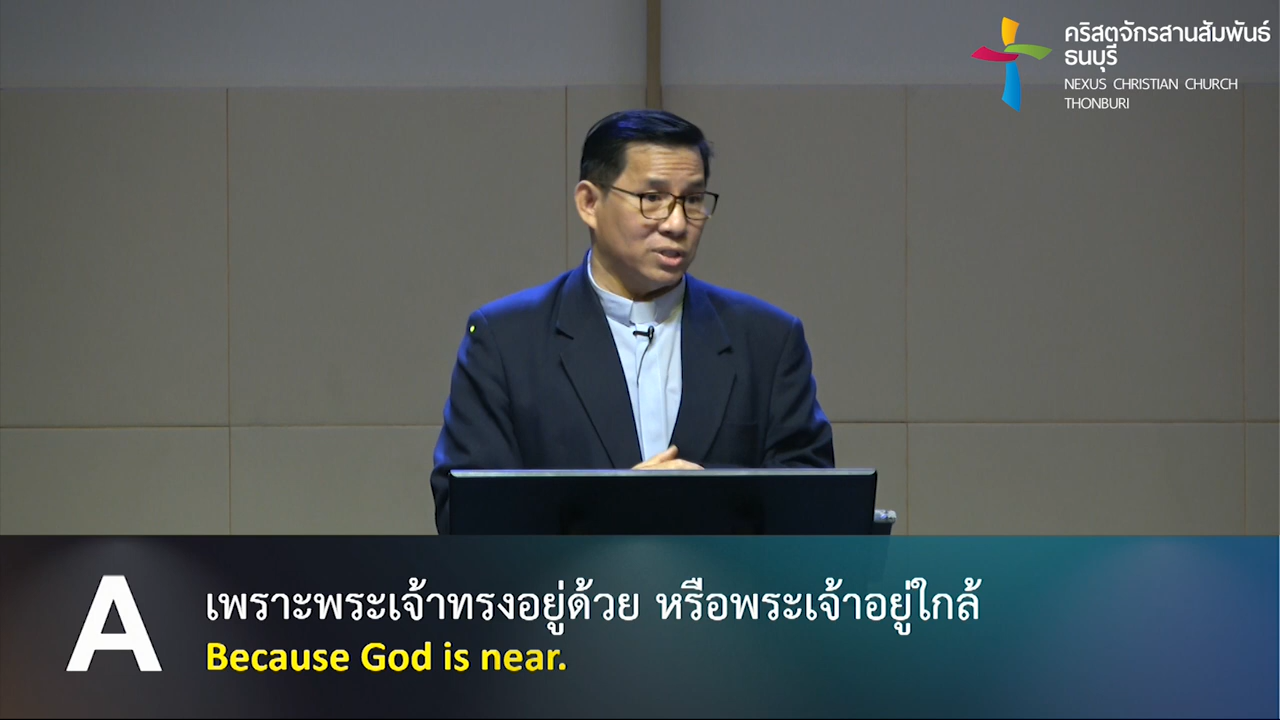 คริสตจักรสานสัมพันธ์
ธนบุรี
NEXUS CHRISTIAN CHURCH
THONBURI
A
เพราะพระเจ้าทรงอยู่ด้วย หรือพระเจ้าอยู่ใกล้
Because God is near.